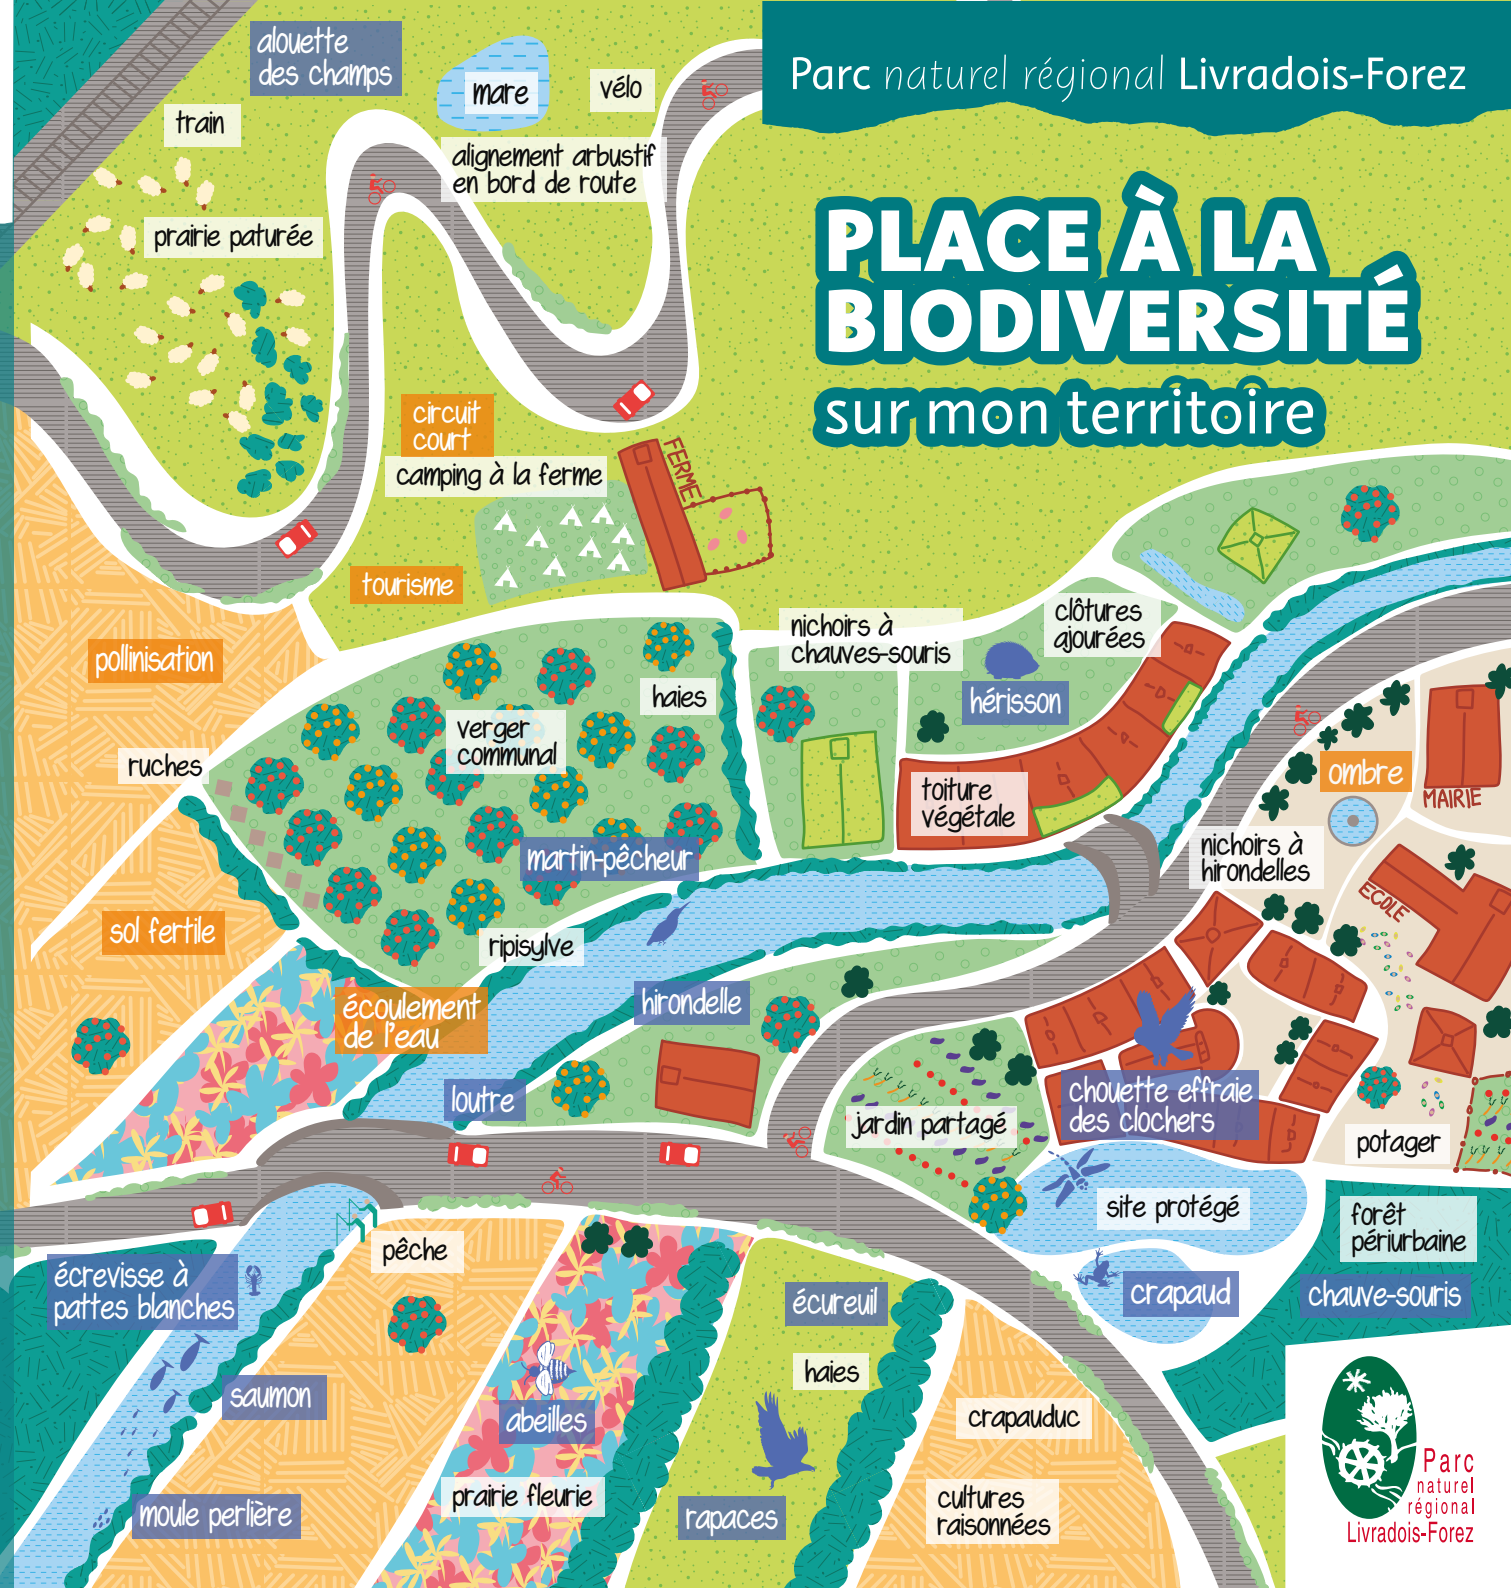 Parc naturel régional Livradois-Forez
PLACE À LA
BIODIVERSITÉ
sur mon territoire
alouette
des champs
mare
vélo
train
alignement arbustif
en bord de route
prairie paturée
circuit
court
camping à la ferme
FERME
tourisme
pollinisation
nichoirs à
chauves-souris
clôtures
ajourées
hérisson
haies
verger
communal
ruches
toiture
végétale
ombre
MAIRIE
martin-pêcheur
nichoirs à
hirondelles
ECOLE
sol fertile
ripisylve
écoulement
de l'eau
hirondelle
loutre
jardin partagé
chouette effraie
des clochers
potager
site protégé
forêt
périurbaine
pêche
écrevisse à
pattes blanches
écureuil
crapaud
chauve-souris
haies
saumon
abeilles
crapauduc
prairie fleurie
moule perlière
rapaces
cultures
raisonnées
Parc
naturel
régional
Livradois-Forez